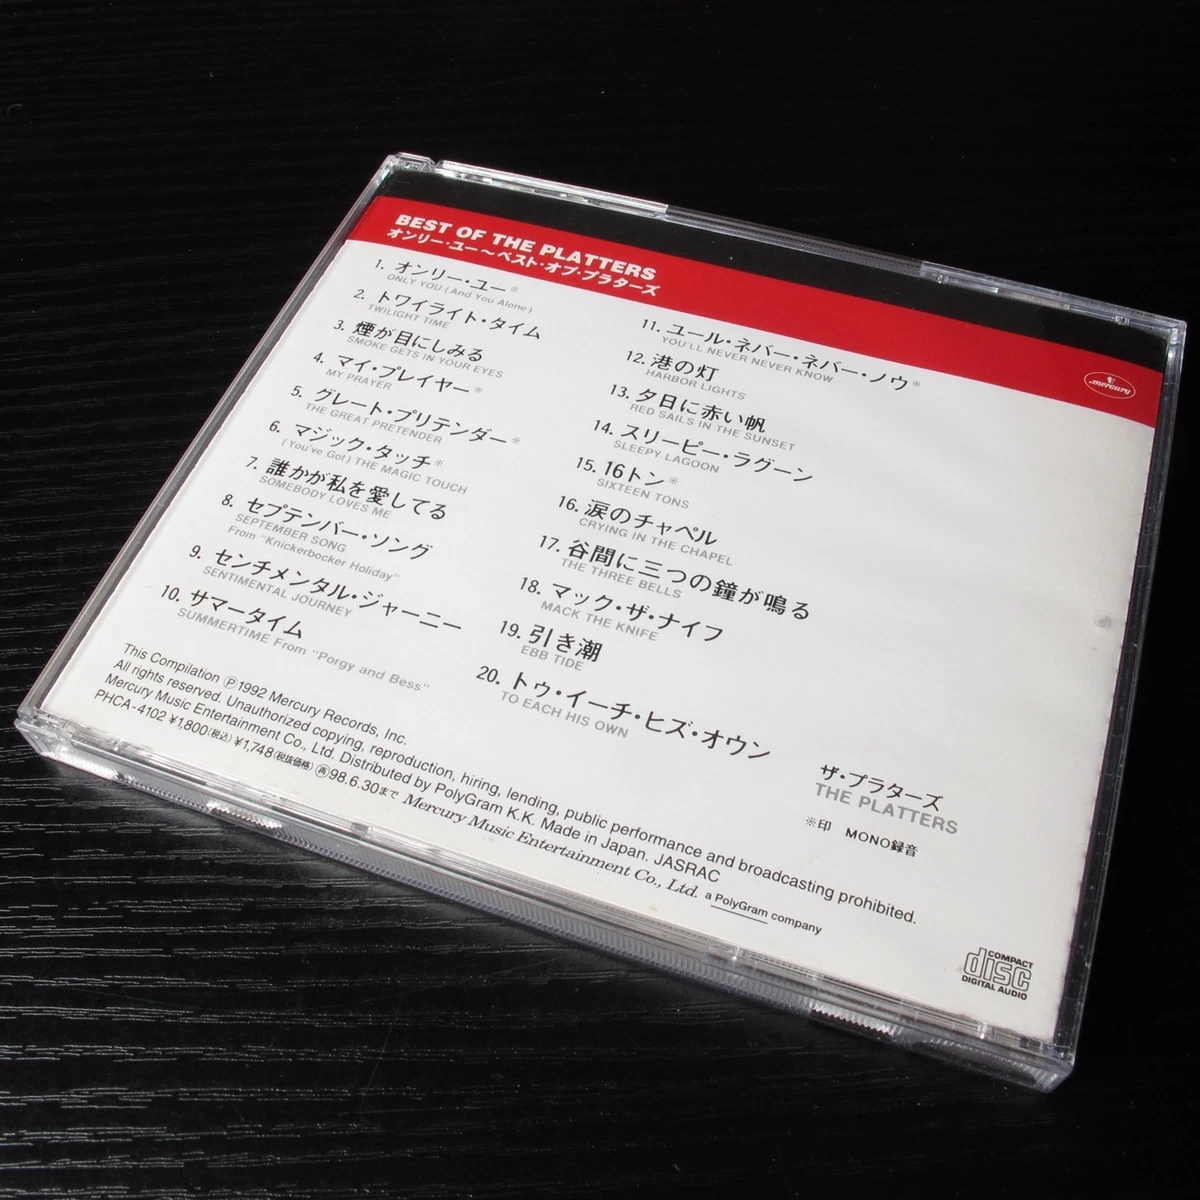 BEST OF THE PLATTERS
オンリー・ユー〜ベスト・オブ・プラターズ
mercury
1. オンリー・ユー※
ONLY YOU (And You Alone)
2. トワイライト・タイム
TWILIGHT TIME
3. 煙が目にしみる
SMOKE GETS IN YOUR EYES
4. マイ・プレイヤー※
MY PRAYER
5. グレート・プリテンダー※
THE GREAT PRETENDER
6. マジック・タッチ※
(You've Got) THE MAGIC TOUCH
7. 誰かが私を愛してる
SOMEBODY LOVES ME
8. セプテンバー・ソング
SEPTEMBER SONG
From "Knickerbocker Holiday"
9. センチメンタル・ジャーニー
SENTIMENTAL JOURNEY
10. サマータイム
SUMMERTIME From "Porgy and Bess"
11. ユール・ネバー・ネバー・ノウ※
YOU'LL NEVER NEVER KNOW
12. 港の灯
HARBOR LIGHTS
13. 夕日に赤い帆
RED SAILS IN THE SUNSET
14. スリーピー・ラグーン
SLEEPY LAGOON
15. 16トン※
SIXTEEN TONS
16. 涙のチャペル
CRYING IN THE CHAPEL
17. 谷間に三つの鐘が鳴る
THE THREE BELLS
18. マック・ザ・ナイフ
MACK THE KNIFE
19. 引き潮
EBB TIDE
20. トゥ・イーチ・ヒズ・オウン
TO EACH HIS OWN
ザ・プラターズ
THE PLATTERS
※印 MONO録音
This Compilation ℗1992 Mercury Records, Inc.
All rights reserved. Unauthorized copying, reproduction, hiring, lending, public performance and broadcasting prohibited.
Mercury Music Entertainment Co., Ltd. Distributed by PolyGram K.K. Made in Japan. JASRAC
PHCA-4102 ¥1,800(税込) ¥1,748(税抜価格) 再98.6.30まで Mercury Music Entertainment Co., Ltd. a PolyGram company
COMPACT
disc
DIGITAL AUDIO